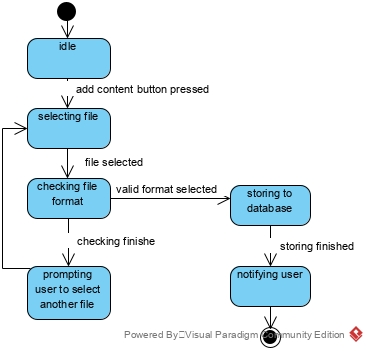 idle
add content button pressed
selecting file
file selected
checking file
format
valid format selected
storing to
database
checking finishe
storing finished
prompting
user to select
another file
notifying user
Powered By Visual Paradigm Community Edition